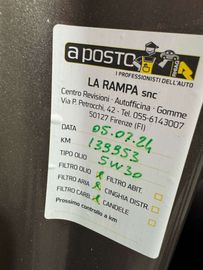 a posto
I PROFESSIONISTI DELL'AUTO
LA RAMPA snc
Centro Revisioni · Autofficina · Gomme
Via P. Petrocchi, 42 - Tel. 055-6143007
50127 Firenze (FI)
DATA 05.07.24
KM 139953
TIPO OLIO 5W30
FILTRO OLIO FILTRO ABIT.
FILTRO ARIA CINGHIA DISTR.
FILTRO CARB. CANDELE
Prossimo controllo a km